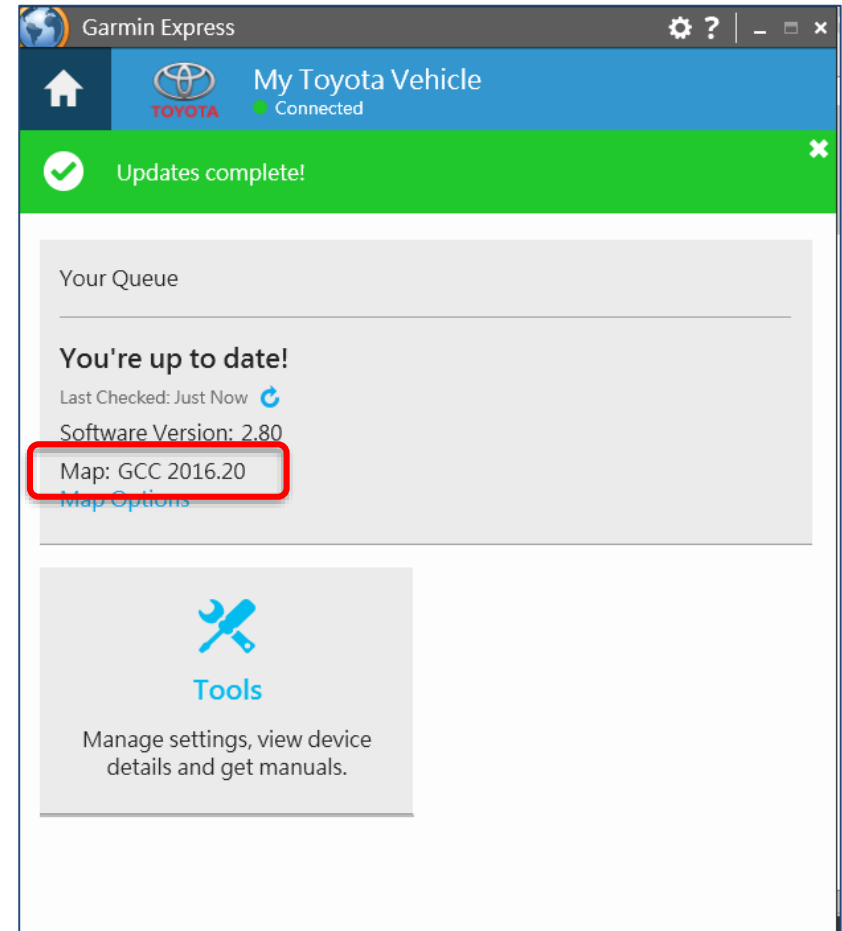 Garmin Express
?
TOYOTA
My Toyota Vehicle
Connected
Updates complete!
Your Queue
You're up to date!
Last Checked: Just Now
Software Version: 2.80
Map: GCC 2016.20
Map Options
Tools
Manage settings, view device
details and get manuals.